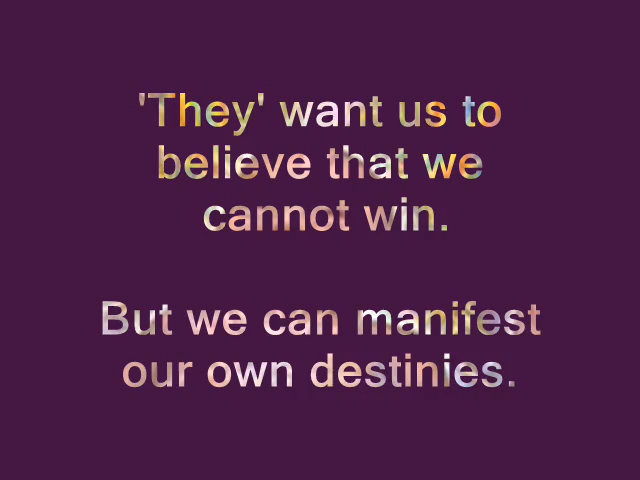 'They' want us to
believe that we
cannot win.
But we can manifest
our own destinies.